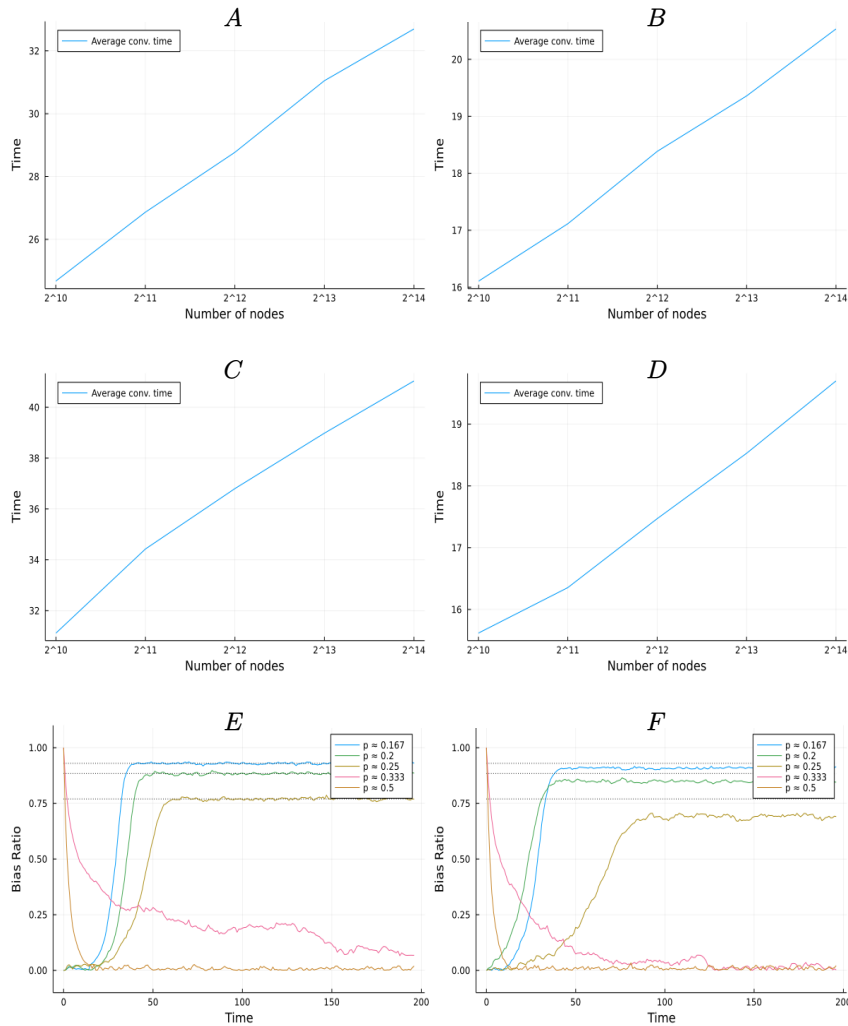 A
Average conv. time
32
30
28
26
Time
2^10 2^11 2^12 2^13 2^14
Number of nodes
B
Average conv. time
20
19
18
17
16
Time
2^10 2^11 2^12 2^13 2^14
Number of nodes
C
Average conv. time
40
38
36
34
32
Time
2^10 2^11 2^12 2^13 2^14
Number of nodes
D
Average conv. time
19
18
17
16
Time
2^10 2^11 2^12 2^13 2^14
Number of nodes
E
p ≈ 0.167
p ≈ 0.2
p ≈ 0.25
p ≈ 0.333
p ≈ 0.5
1.00
0.75
0.50
0.25
0.00
Bias Ratio
0 50 100 150 200
Time
F
p ≈ 0.167
p ≈ 0.2
p ≈ 0.25
p ≈ 0.333
p ≈ 0.5
1.00
0.75
0.50
0.25
0.00
Bias Ratio
0 50 100 150 200
Time